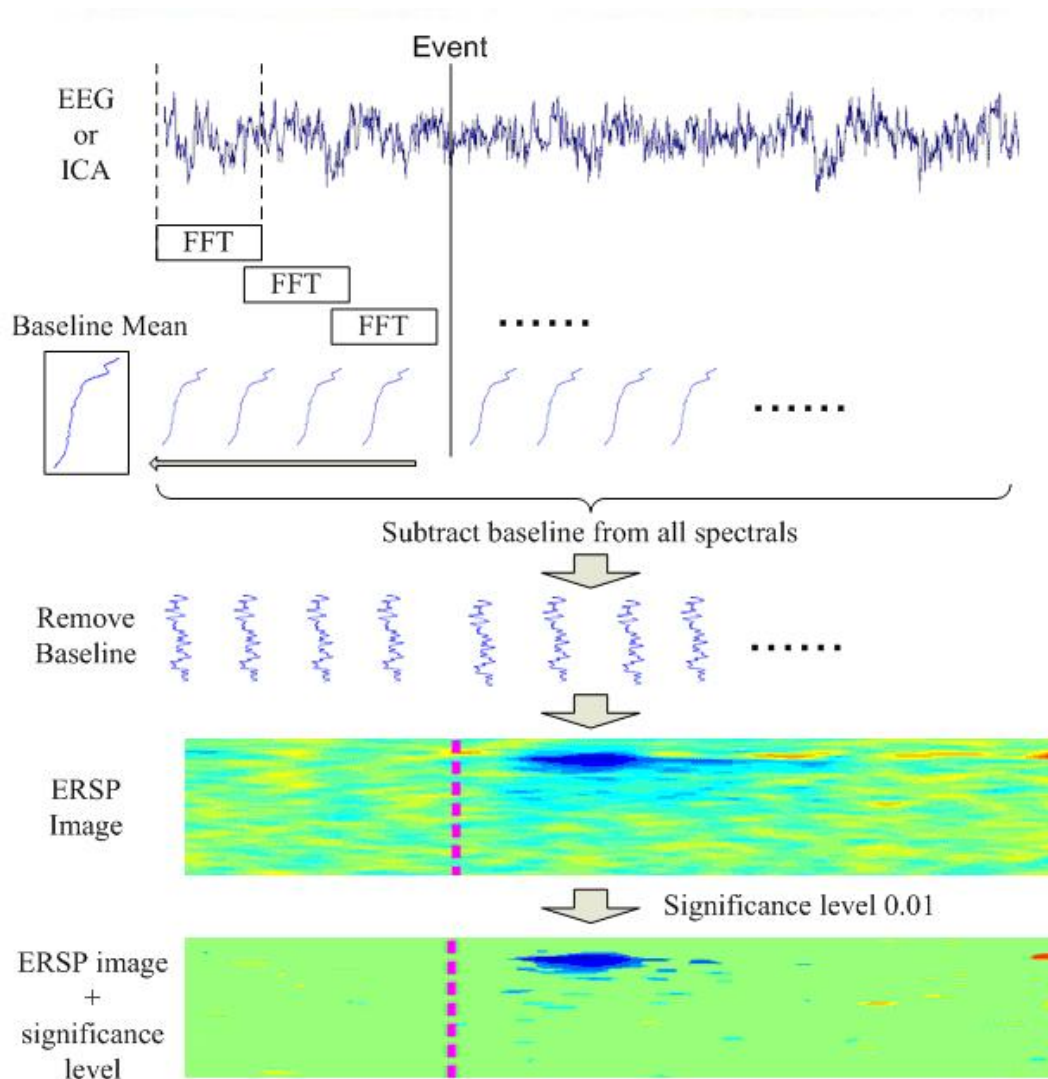 Event
EEG
or
ICA
FFT
FFT
FFT
Baseline Mean
Subtract baseline from all spectrals
Remove
Baseline
ERSP
Image
Significance level 0.01
ERSP image
+
significance
level